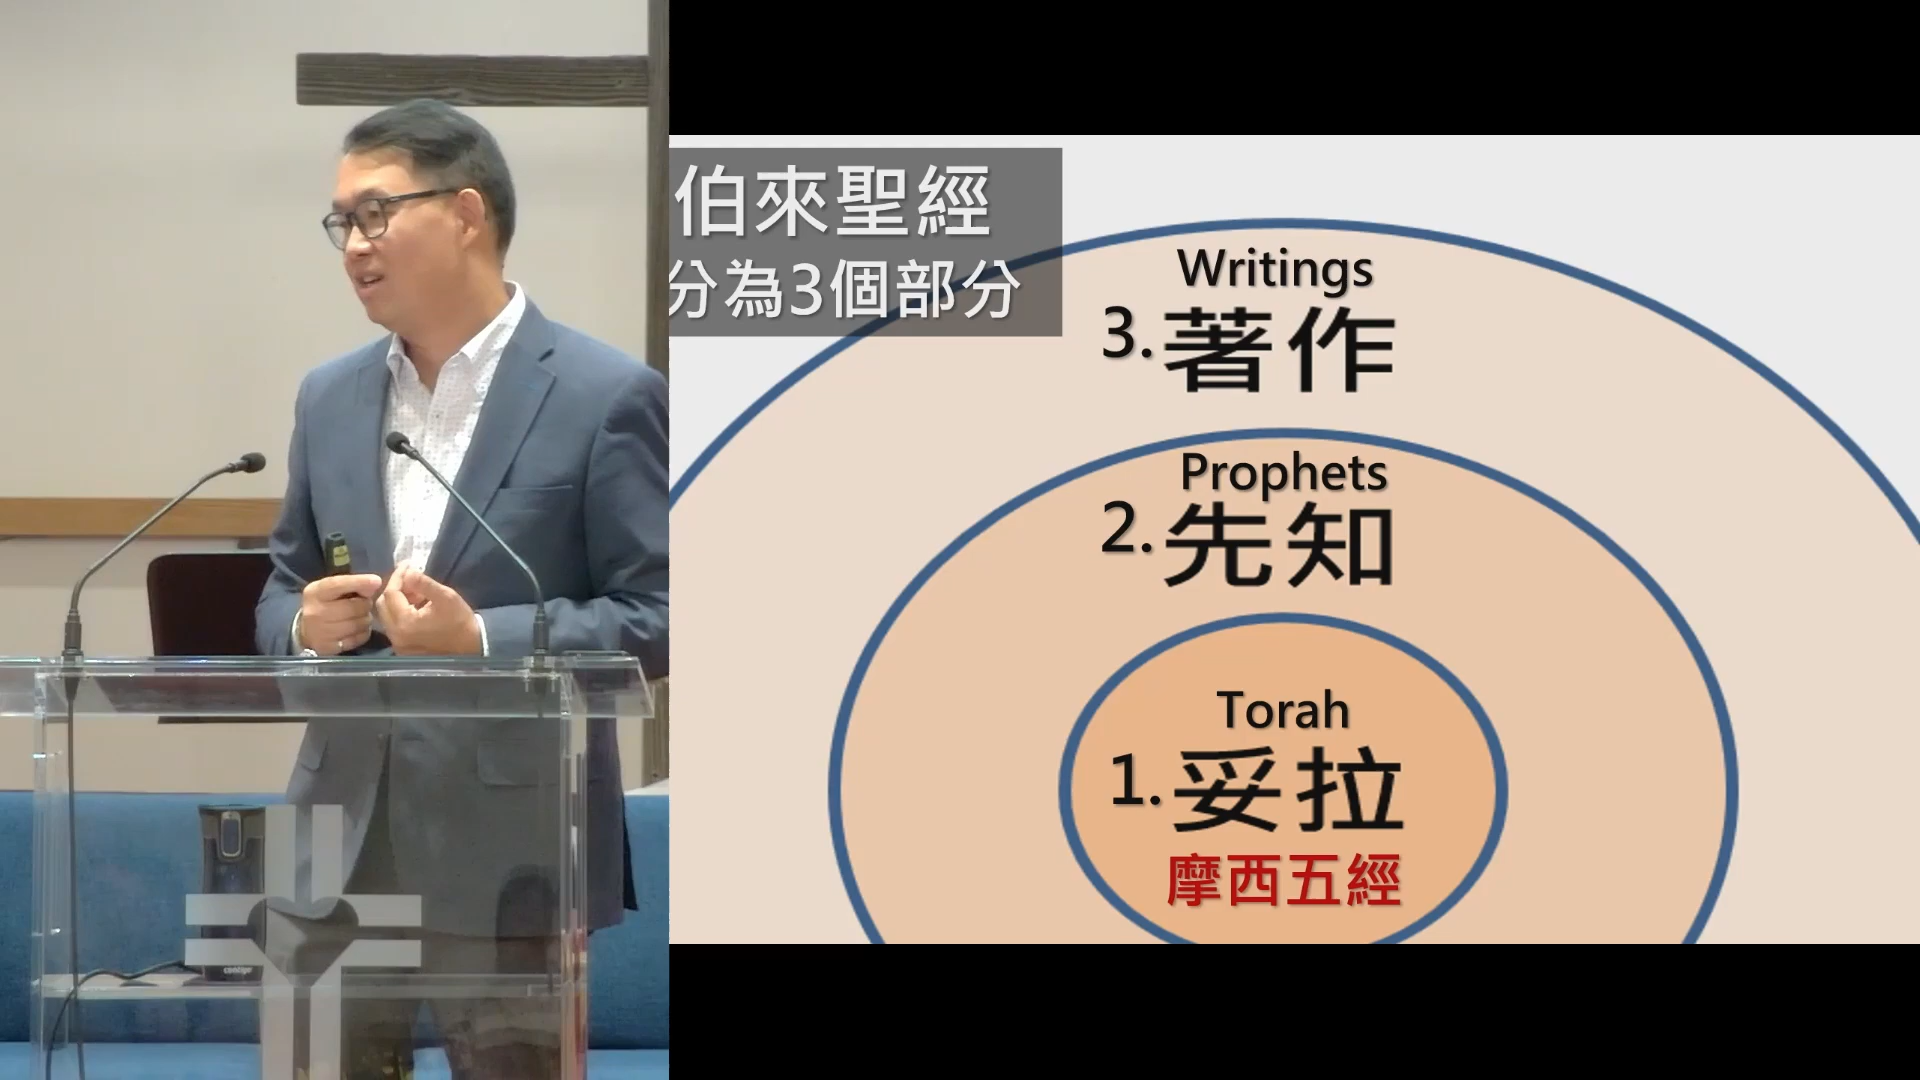 伯來聖經
分為3個部分
Writings
3.著作
Prophets
2.先知
Torah
1.妥拉
摩西五經
contigo